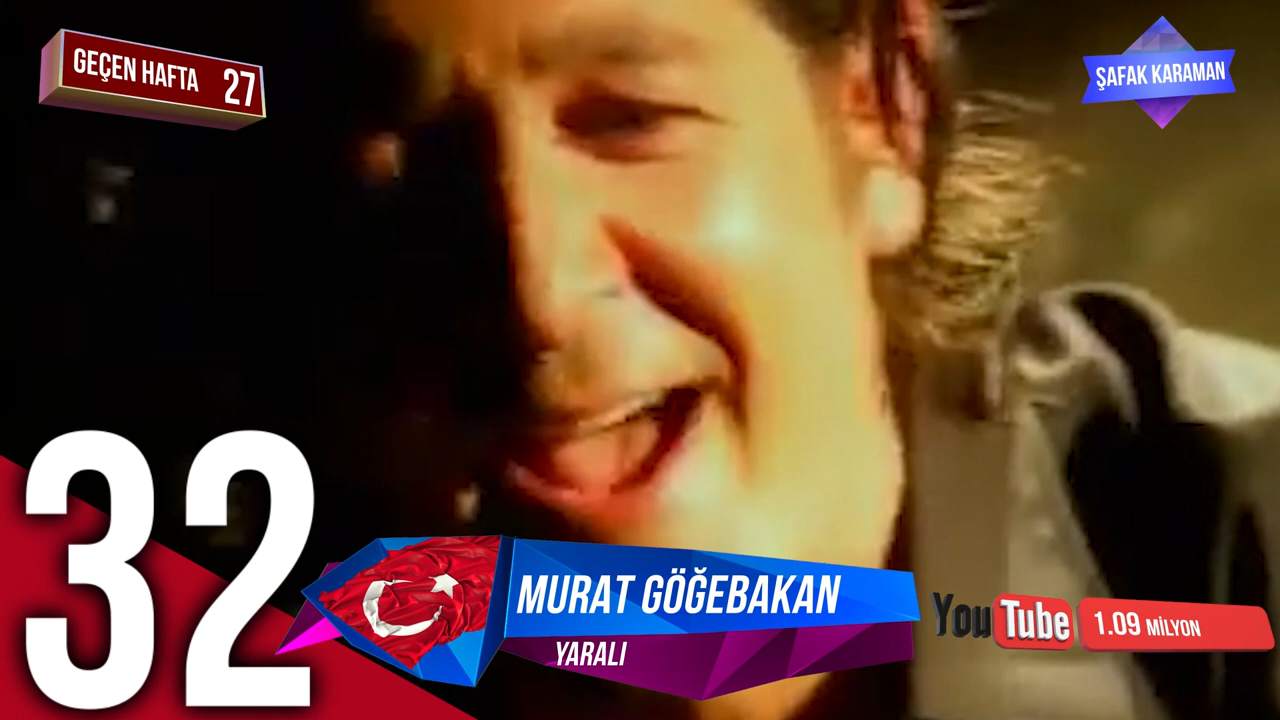 GEÇEN HAFTA 27
ŞAFAK KARAMAN
32
MURAT GÖĞEBAKAN
YARALI
YouTube 1.09 MİLYON